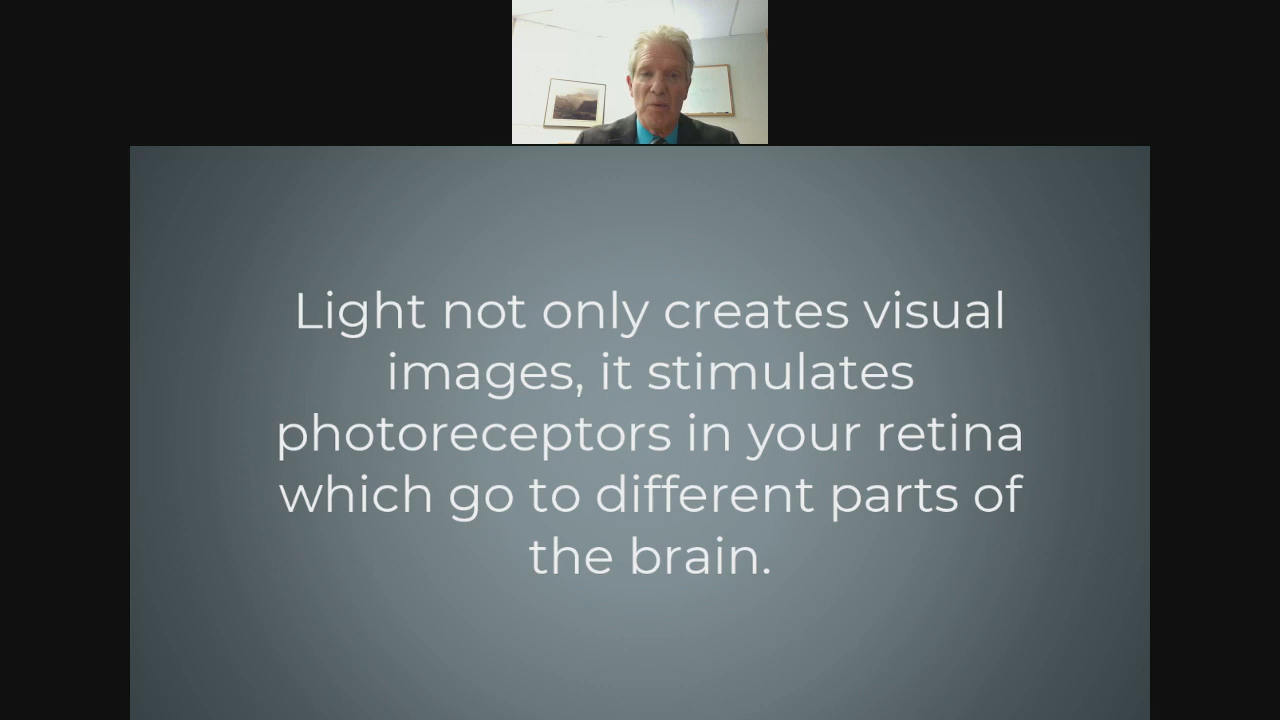 Light not only creates visual
images, it stimulates
photoreceptors in your retina
which go to different parts of
the brain.